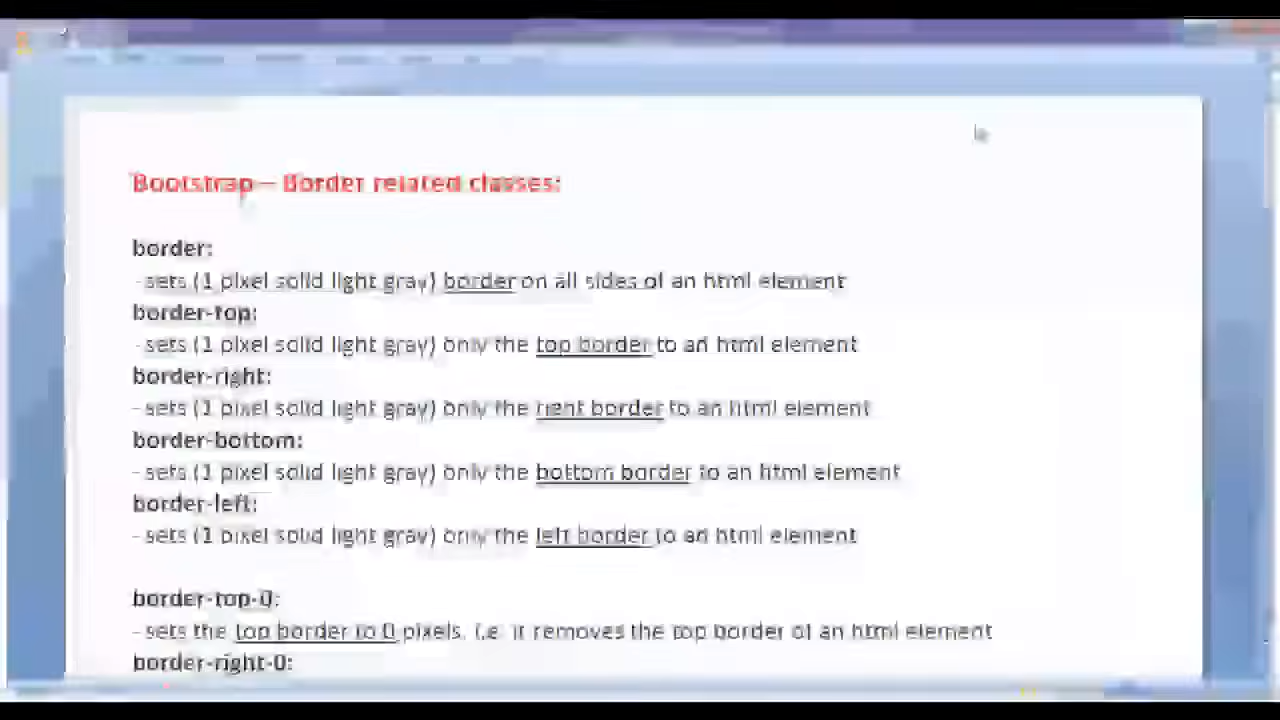 Bootstrap – Border related classes:
border:
- sets (1 pixel solid light gray) border on all sides of an html element
border-top:
- sets (1 pixel solid light gray) only the top border to an html element
border-right:
- sets (1 pixel solid light gray) only the right border to an html element
border-bottom:
- sets (1 pixel solid light gray) only the bottom border to an html element
border-left:
- sets (1 pixel solid light gray) only the left border to an html element
border-top-0:
- sets the top border to 0 pixels. i.e. it removes the top border of an html element
border-right-0: